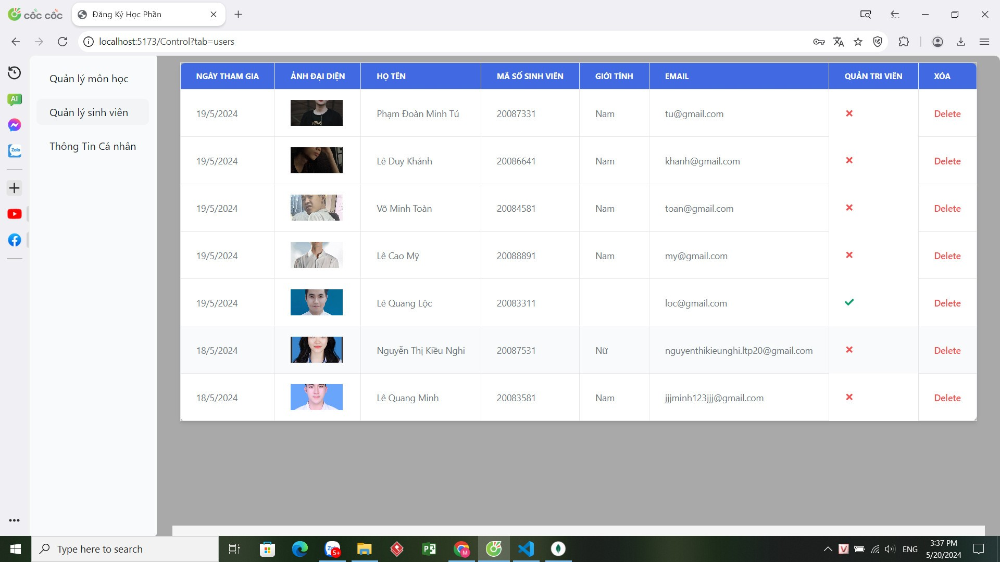 cốc cốc
Đăng Ký Học Phần
localhost:5173/Control?tab=users
AI
Zalo
Quản lý môn học
Quản lý sinh viên
Thông Tin Cá nhân
NGÀY THAM GIA ẢNH ĐẠI DIỆN HỌ TÊN MÃ SỐ SINH VIÊN GIỚI TÍNH EMAIL QUẢN TRI VIÊN XÓA
19/5/2024 Phạm Đoàn Minh Tú 20087331 Nam tu@gmail.com Delete
19/5/2024 Lê Duy Khánh 20086641 Nam khanh@gmail.com Delete
19/5/2024 Võ Minh Toàn 20084581 Nam toan@gmail.com Delete
19/5/2024 Lê Cao Mỹ 20088891 Nam my@gmail.com Delete
19/5/2024 Lê Quang Lộc 20083311 loc@gmail.com Delete
18/5/2024 Nguyễn Thị Kiều Nghi 20087531 Nữ nguyenthikieunghi.ltp20@gmail.com Delete
18/5/2024 Lê Quang Minh 20083581 Nam jjjminh123jjj@gmail.com Delete
Type here to search
5+
M
V
ENG
3:37 PM
5/20/2024